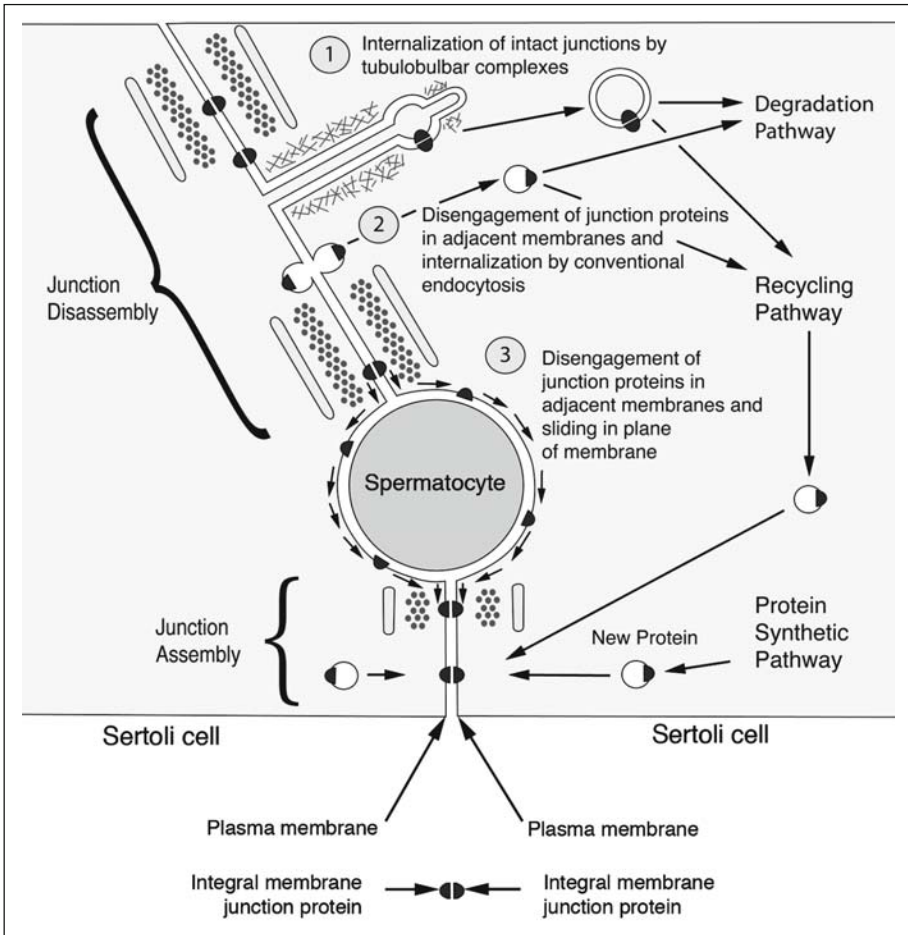 1
Internalization of intact junctions by
tubulobulbar complexes
Degradation
Pathway
2
Disengagement of junction proteins
in adjacent membranes and
internalization by conventional
endocytosis
Junction
Disassembly
Recycling
Pathway
3
Disengagement of
junction proteins in
adjacent membranes and
sliding in plane
of membrane
Spermatocyte
Junction
Assembly
New Protein
Protein
Synthetic
Pathway
Sertoli cell
Sertoli cell
Plasma membrane
Plasma membrane
Integral membrane
junction protein
Integral membrane
junction protein